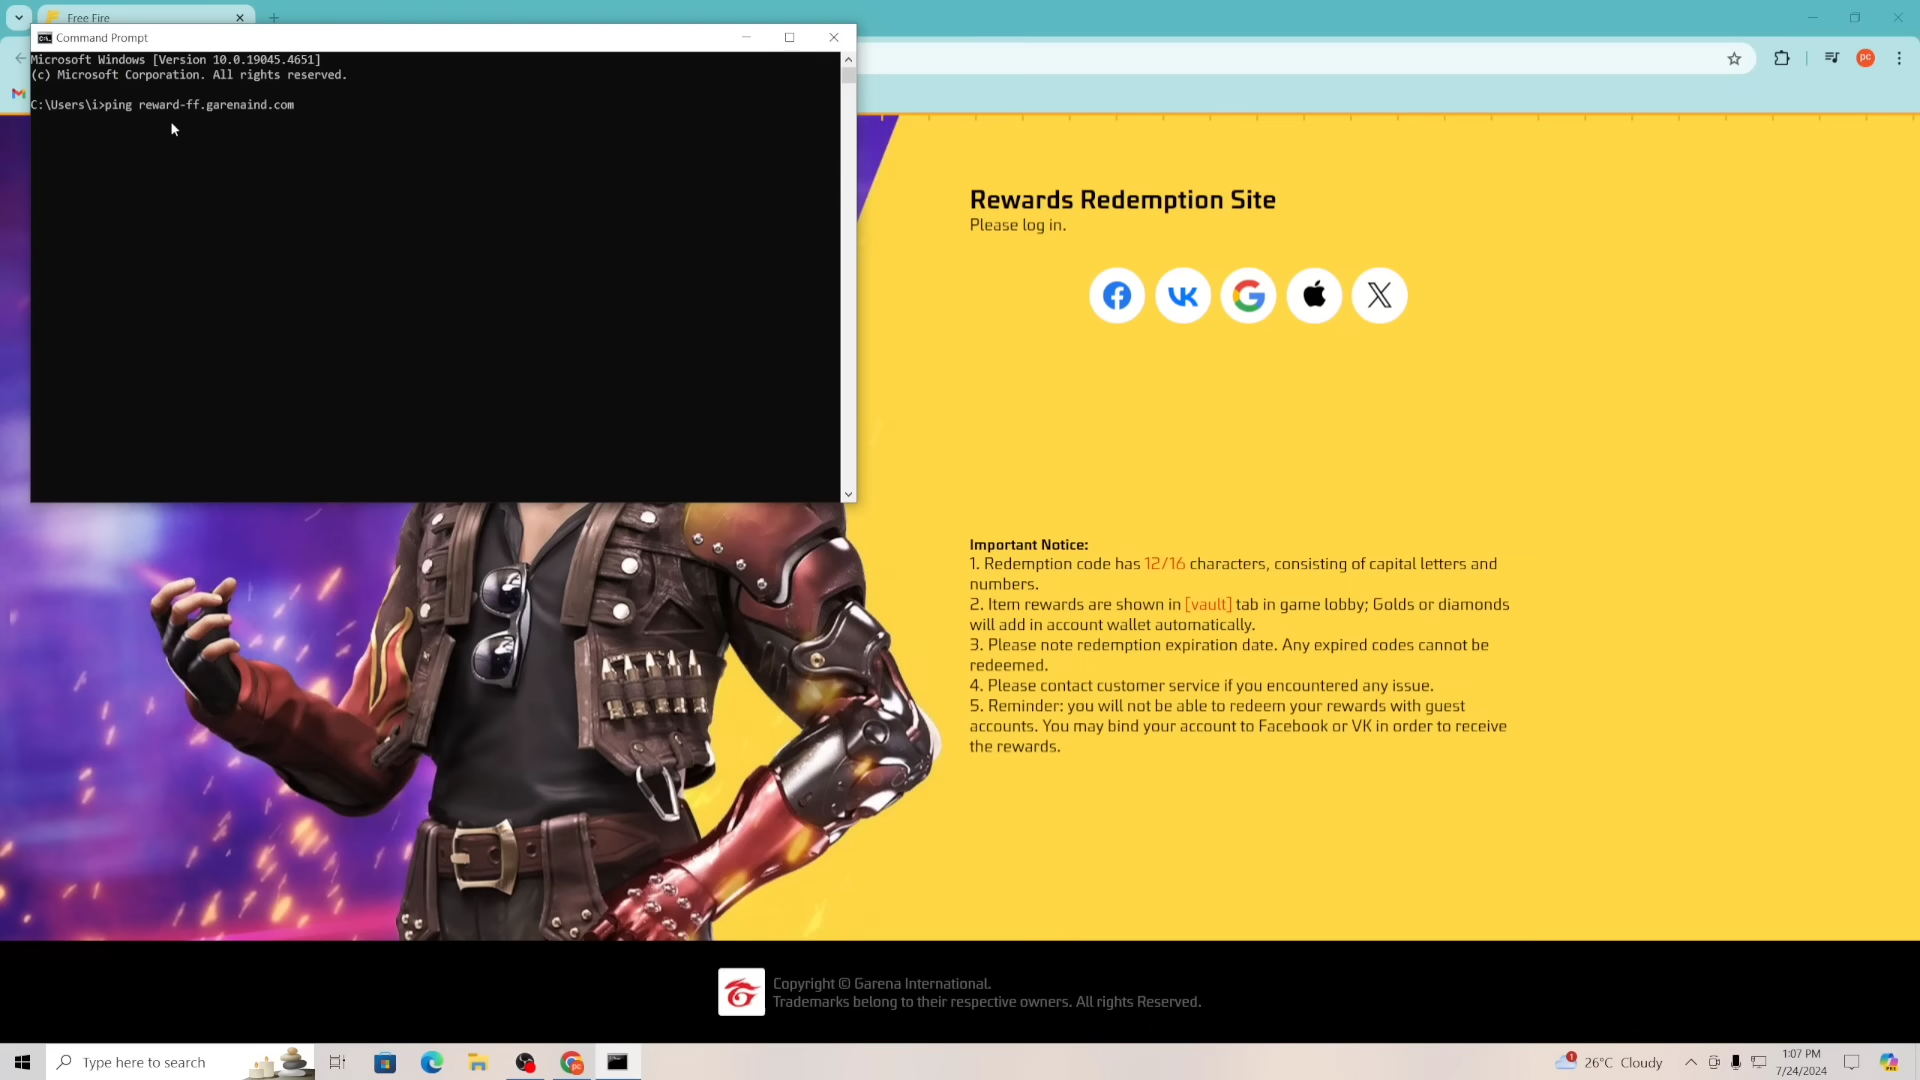 Free Fire
Command Prompt
Microsoft Windows [Version 10.0.19045.4651]
(c) Microsoft Corporation. All rights reserved.
C:\Users\i>ping reward-ff.garenaind.com
pc
Rewards Redemption Site
Please log in.
Important Notice:
1. Redemption code has 12/16 characters, consisting of capital letters and
numbers.
2. Item rewards are shown in [vault] tab in game lobby; Golds or diamonds
will add in account wallet automatically.
3. Please note redemption expiration date. Any expired codes cannot be
redeemed.
4. Please contact customer service if you encountered any issue.
5. Reminder: you will not be able to redeem your rewards with guest
accounts. You may bind your account to Facebook or VK in order to receive
the rewards.
Copyright © Garena International.
Trademarks belong to their respective owners. All rights Reserved.
Type here to search
1
26°C Cloudy
1:07 PM
7/24/2024